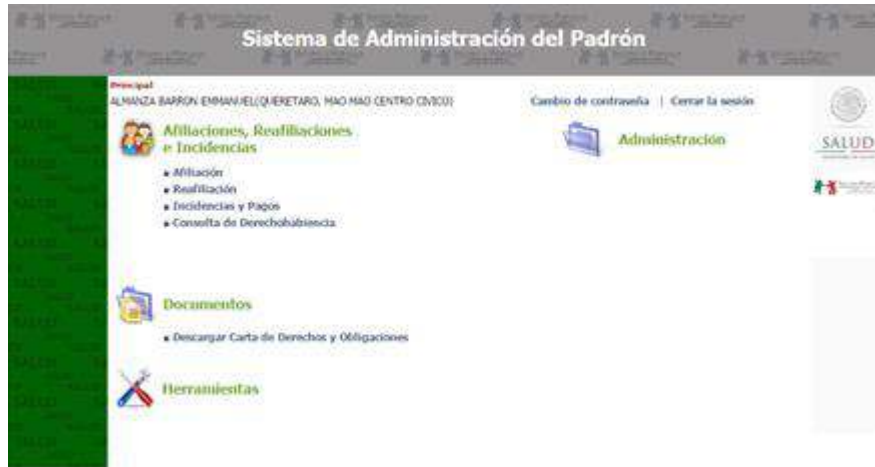 Sistema de Administración del Padrón
Principal
ALMANZA BARRON EMMANUEL(QUERETARO, MAO MAO CENTRO CIVICO)
Cambio de contraseña | Cerrar la sesión
Afiliaciones, Reafiliaciones
e Incidencias
Administración
SALUD
Afiliación
Reafiliación
Incidencias y Pagos
Consulta de Derechohabiencia
Documentos
Descargar Carta de Derechos y Obligaciones
Herramientas